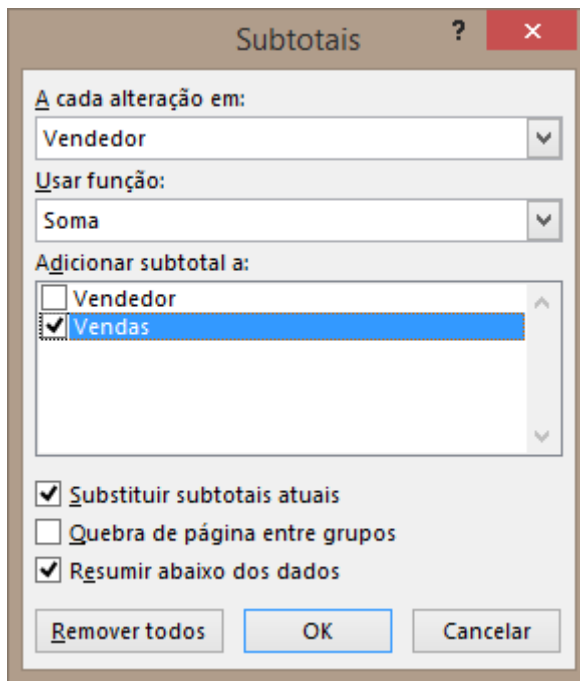 Subtotais ?
A cada alteração em:
Vendedor
Usar função:
Soma
Adicionar subtotal a:
Vendedor
Vendas
Substituir subtotais atuais
Quebra de página entre grupos
Resumir abaixo dos dados
Remover todos OK Cancelar